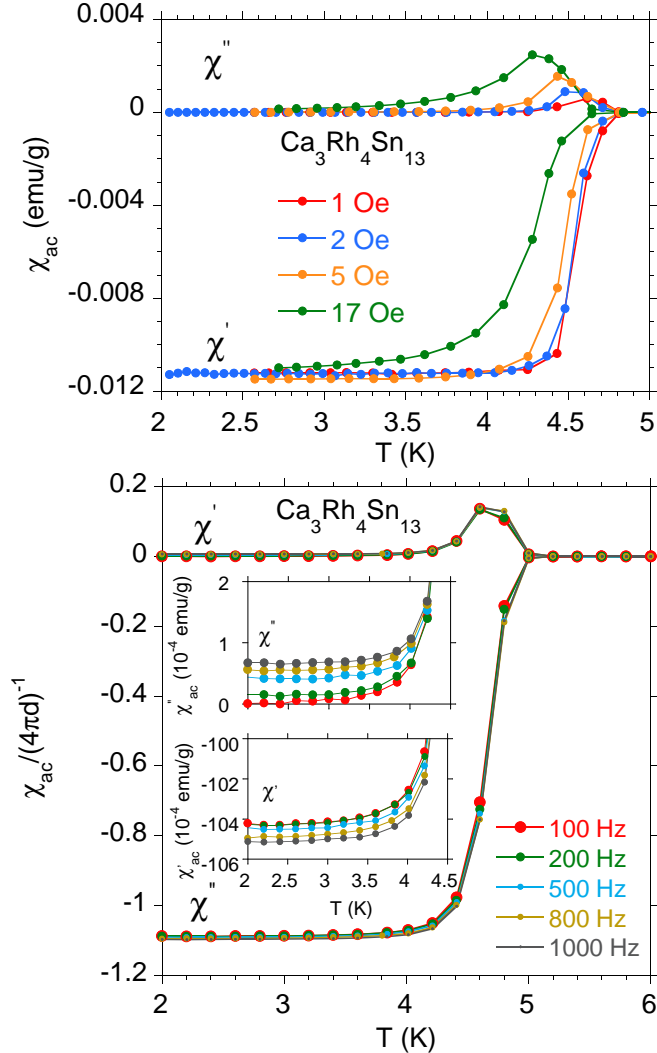 0.004
χ''
0
Ca3Rh4Sn13
1 Oe
-0.004
2 Oe
5 Oe
-0.008
17 Oe
χ'
-0.012
χac (emu/g)
2 2.5 3 3.5 4 4.5 5
T (K)
0.2
χ' Ca3Rh4Sn13
0
-0.2
-0.4
-0.6
-0.8
-1
-1.2
χac/(4πd)-1
2
1
0
χ''
χ''ac (10-4 emu/g)
-100
-102
-104
-106
χ'
χ'ac (10-4 emu/g)
2 2.5 3 3.5 4 4.5
T (K)
100 Hz
200 Hz
500 Hz
800 Hz
1000 Hz
χ''
2 3 4 5 6
T (K)